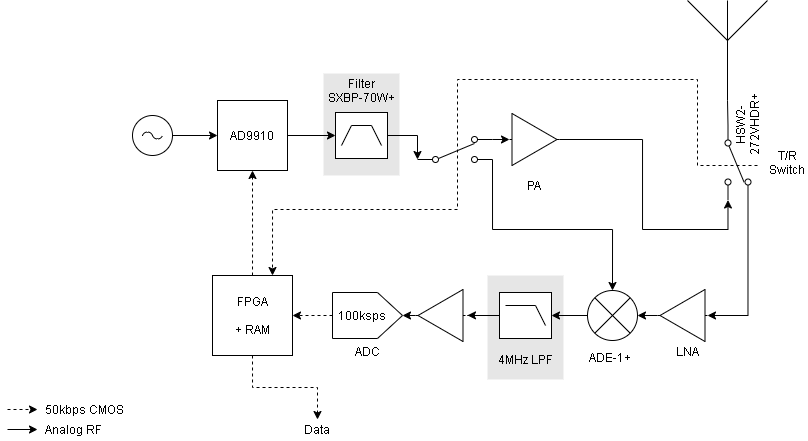 Filter
SXBP-70W+
AD9910
HSW2-
272VHDR+
T/R
Switch
PA
FPGA
+ RAM
100ksps
ADC
4MHz LPF
ADE-1+
LNA
50kbps CMOS
Analog RF
Data